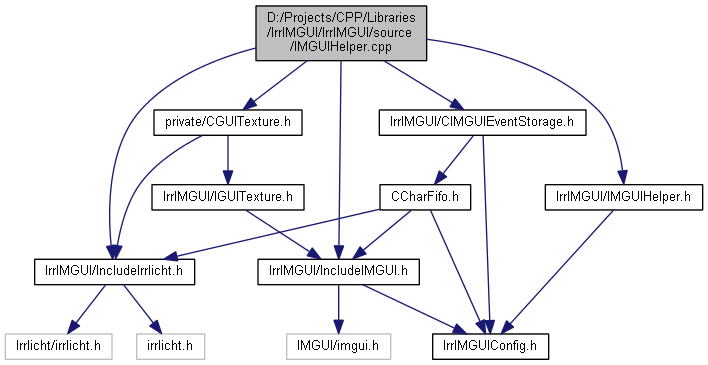 D:/Projects/CPP/Libraries
/IrrIMGUI/IrrIMGUI/source
/IMGUIHelper.cpp
private/CGUITexture.h
IrrIMGUI/CIMGUIEventStorage.h
IrrIMGUI/IGUITexture.h
CCharFifo.h
IrrIMGUI/IMGUIHelper.h
IrrIMGUI/IncludeIrrlicht.h
IrrIMGUI/IncludeIMGUI.h
Irrlicht/irrlicht.h
irrlicht.h
IMGUI/imgui.h
IrrIMGUIConfig.h